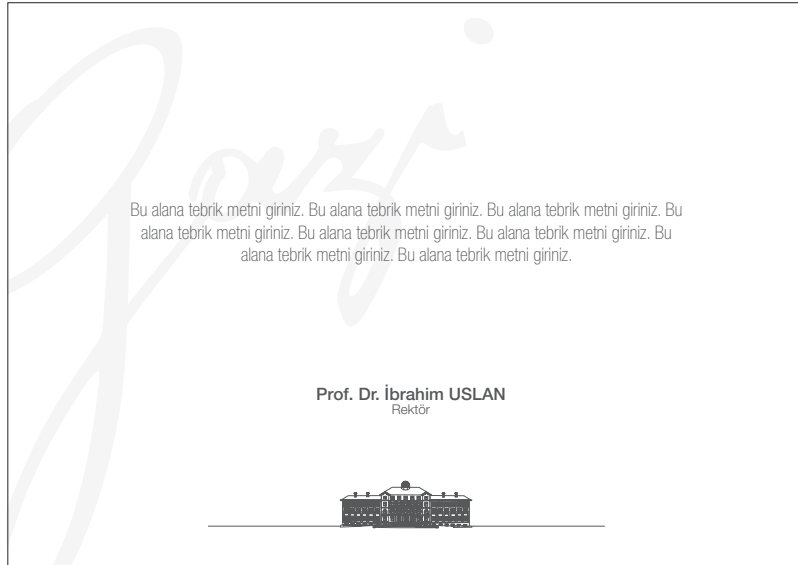 Gazi
Bu alana tebrik metni giriniz. Bu alana tebrik metni giriniz. Bu alana tebrik metni giriniz. Bu
alana tebrik metni giriniz. Bu alana tebrik metni giriniz. Bu alana tebrik metni giriniz. Bu
alana tebrik metni giriniz. Bu alana tebrik metni giriniz.
Prof. Dr. İbrahim USLAN
Rektör